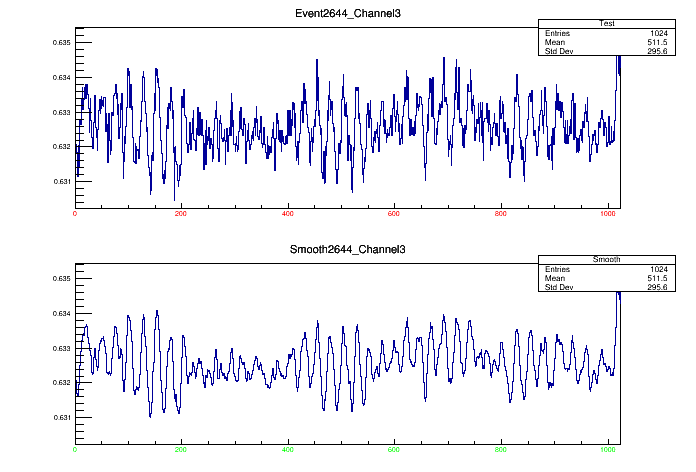 Event2644_Channel3
Test
Entries 1024
Mean 511.5
Std Dev 295.6
0.635
0.634
0.633
0.632
0.631
0 200 400 600 800 1000
Smooth2644_Channel3
Smooth
Entries 1024
Mean 511.5
Std Dev 295.6
0.635
0.634
0.633
0.632
0.631
0 200 400 600 800 1000